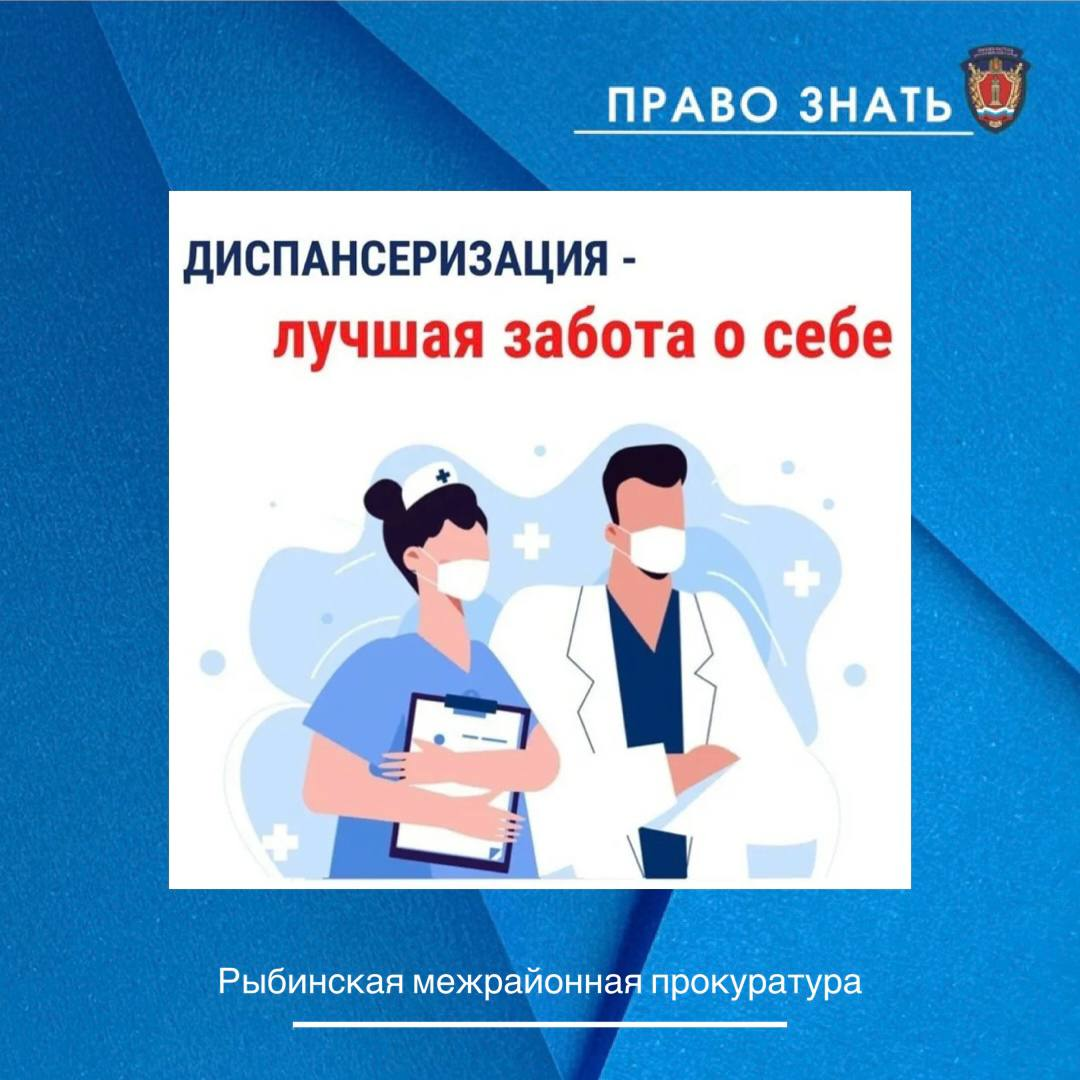 ПРАВО ЗНАТЬ
ДИСПАНСЕРИЗАЦИЯ -
лучшая забота о себе
Рыбинская межрайонная прокуратура